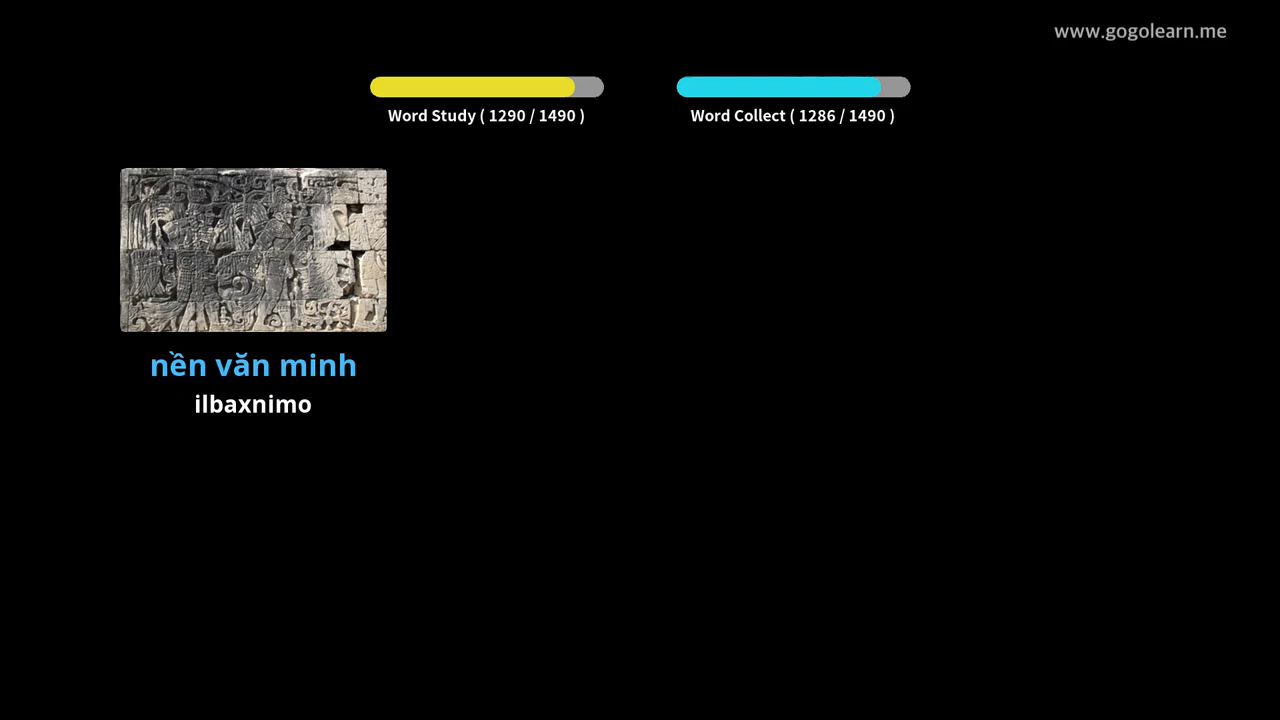 www.gogolearn.me
Word Study ( 1290 / 1490 )
Word Collect ( 1286 / 1490 )
nền văn minh
ilbaxnimo